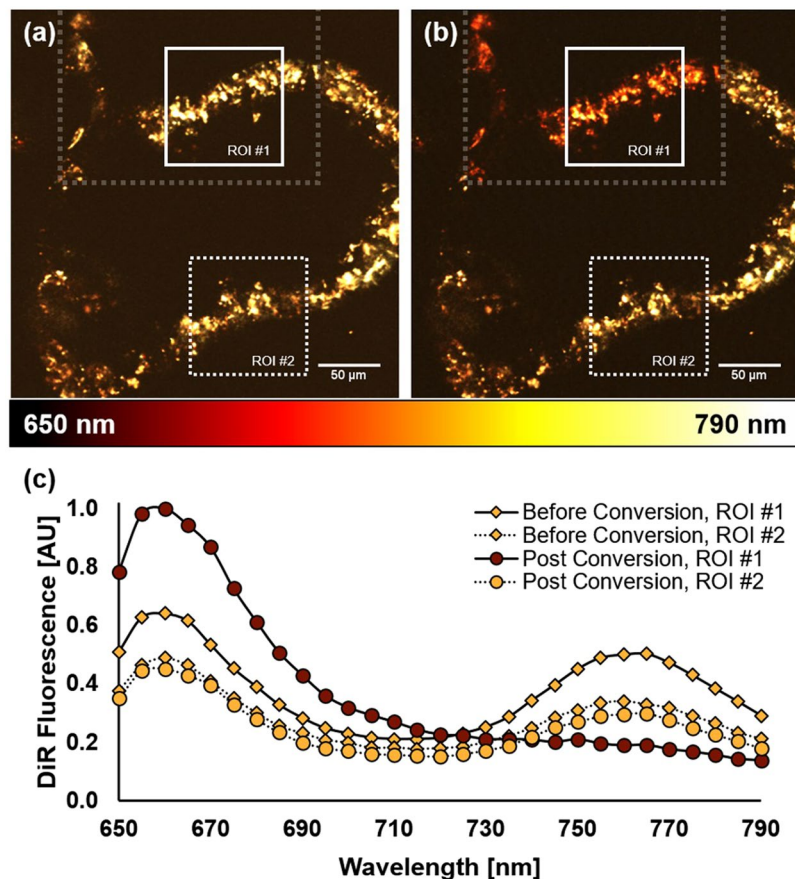 (a)
ROI #1
ROI #2
50 µm
(b)
ROI #1
ROI #2
50 µm
650 nm
790 nm
(c)
DiR Fluorescence [AU]
1.0
0.8
0.6
0.4
0.2
0.0
Before Conversion, ROI #1
Before Conversion, ROI #2
Post Conversion, ROI #1
Post Conversion, ROI #2
650 670 690 710 730 750 770 790
Wavelength [nm]